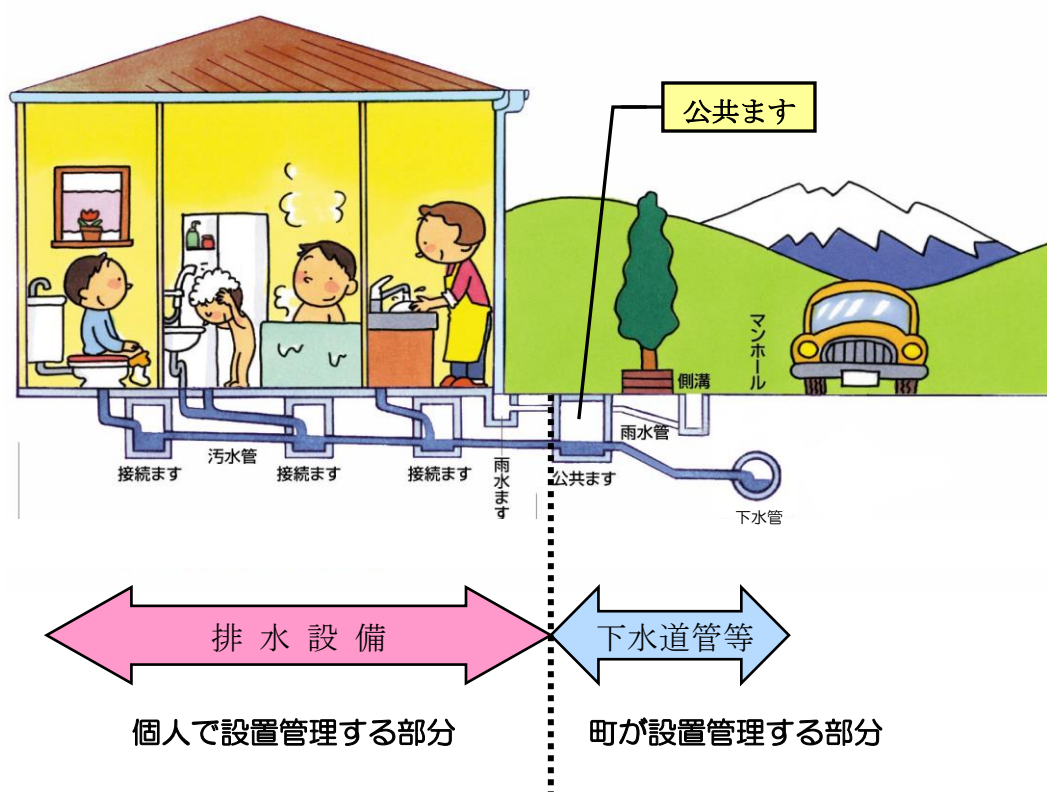 公共ます
マンホール
側溝
雨水管
汚水管
接続ます
接続ます
接続ます
雨水ます
公共ます
下水管
排水設備
下水道管等
個人で設置管理する部分
町が設置管理する部分